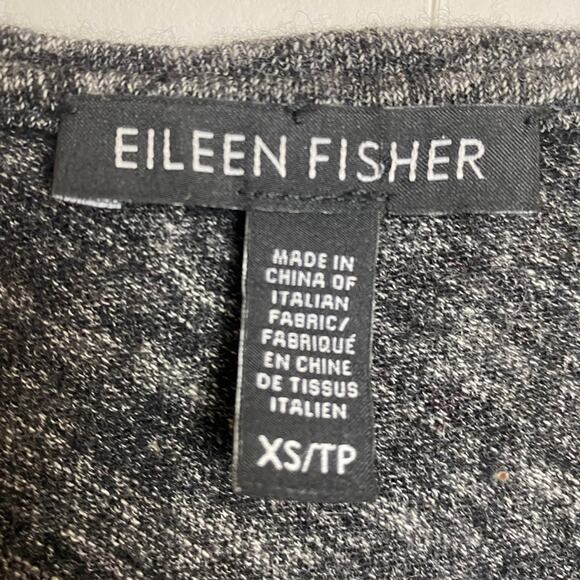 EILEEN FISHER
MADE IN
CHINA OF
ITALIAN
FABRIC/
FABRIQUÉ
EN CHINE
DE TISSUS
ITALIEN
XS/TP